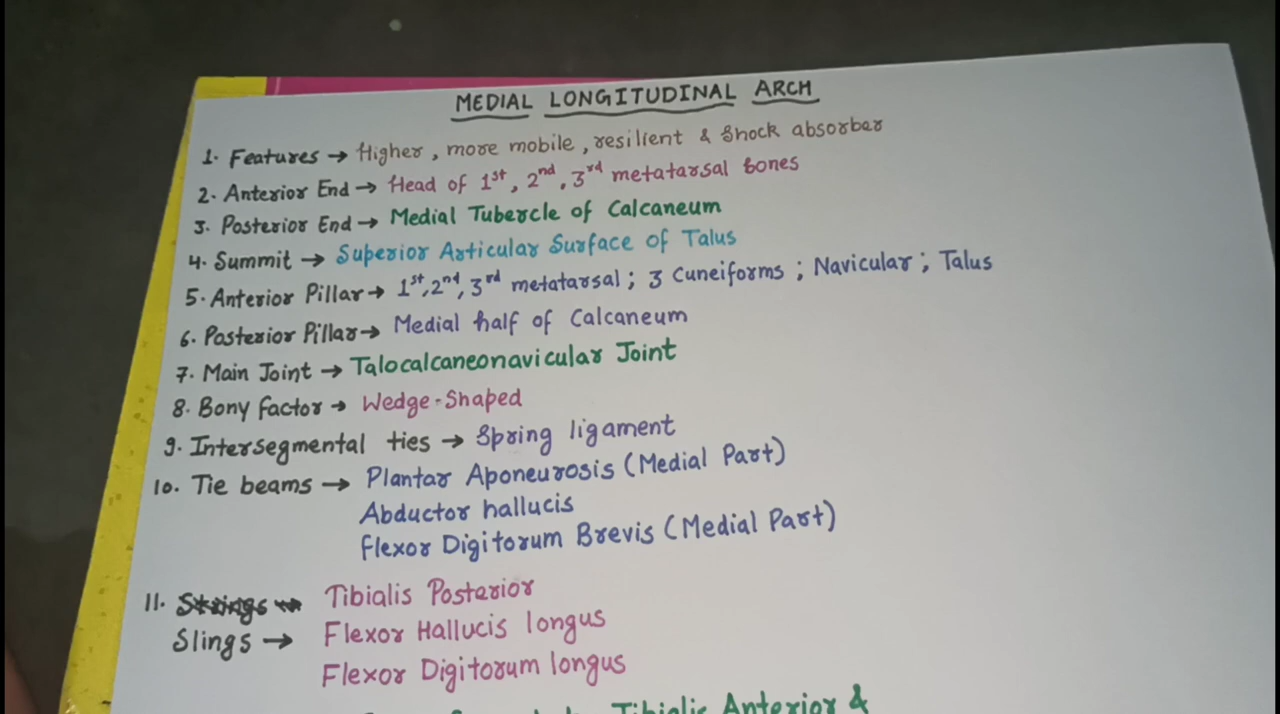 MEDIAL LONGITUDINAL ARCH
1. Features → Higher, more mobile, resilient & Shock absorber
2. Anterior End → Head of 1st, 2nd, 3rd metatarsal bones
3. Posterior End → Medial Tubercle of Calcaneum
4. Summit → Superior Articular Surface of Talus
5. Anterior Pillar → 1st, 2nd, 3rd metatarsal; 3 Cuneiforms; Navicular; Talus
6. Posterior Pillar → Medial half of Calcaneum
7. Main Joint → Talocalcaneonavicular Joint
8. Bony factor → Wedge-Shaped
9. Intersegmental ties → Spring ligament
10. Tie beams → Plantar Aponeurosis (Medial Part)
Abductor hallucis
Flexor Digitorum Brevis (Medial Part)
11. Strings → Tibialis Posterior
Slings → Flexor Hallucis longus
Flexor Digitorum longus
Tibialis Anterior &